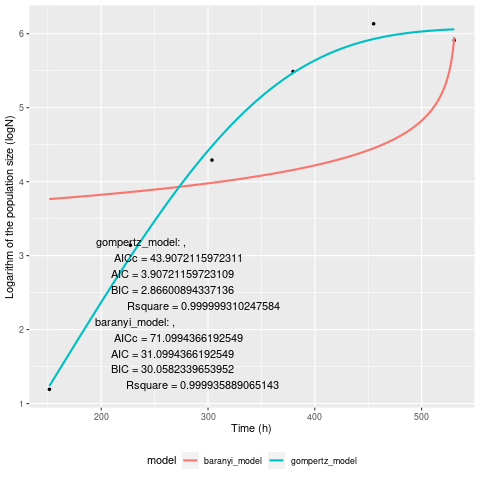 6
5
4
3
2
1
Logarithm of the population size (logN)
gompertz_model: ,
AICc = 43.9072115972311
AIC = 3.90721159723109
BIC = 2.86600894337136
Rsquare = 0.999999310247584
baranyi_model: ,
AICc = 71.0994366192549
AIC = 31.0994366192549
BIC = 30.0582339653952
Rsquare = 0.999935889065143
200 300 400 500
Time (h)
model baranyi_model gompertz_model